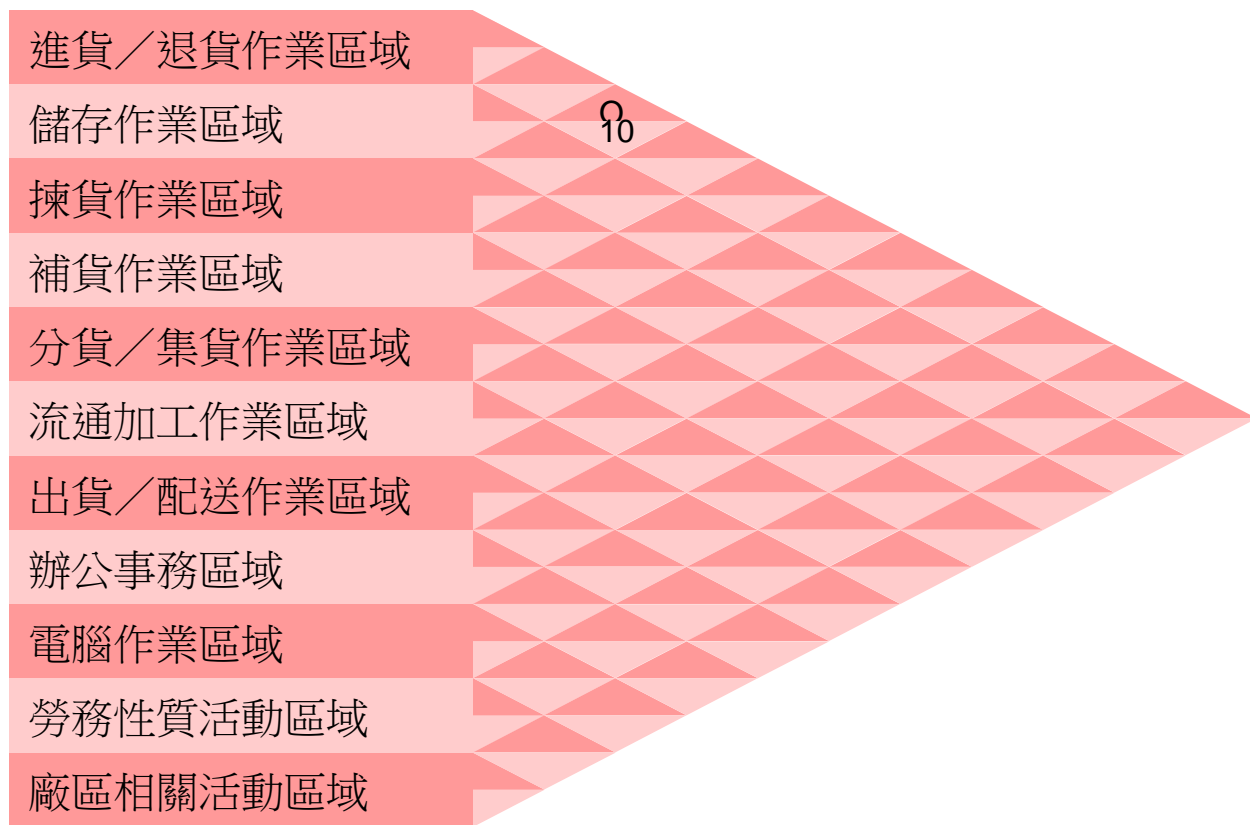 進貨／退貨作業區域
儲存作業區域
Ω
10
揀貨作業區域
補貨作業區域
分貨／集貨作業區域
流通加工作業區域
出貨／配送作業區域
辦公事務區域
電腦作業區域
勞務性質活動區域
廠區相關活動區域